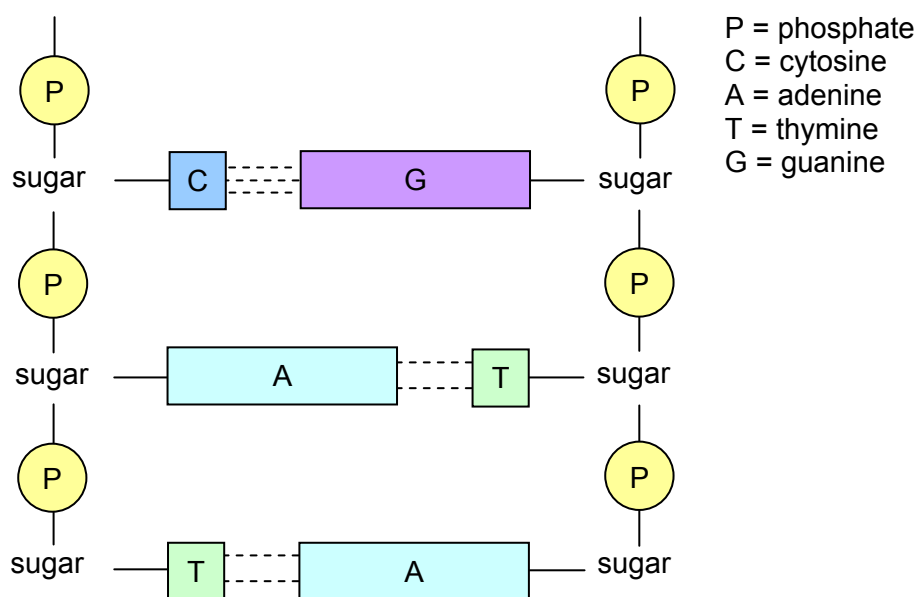 P = phosphate
C = cytosine
A = adenine
T = thymine
G = guanine
P P
sugar C G sugar
P P
sugar A T sugar
P P
sugar T A sugar